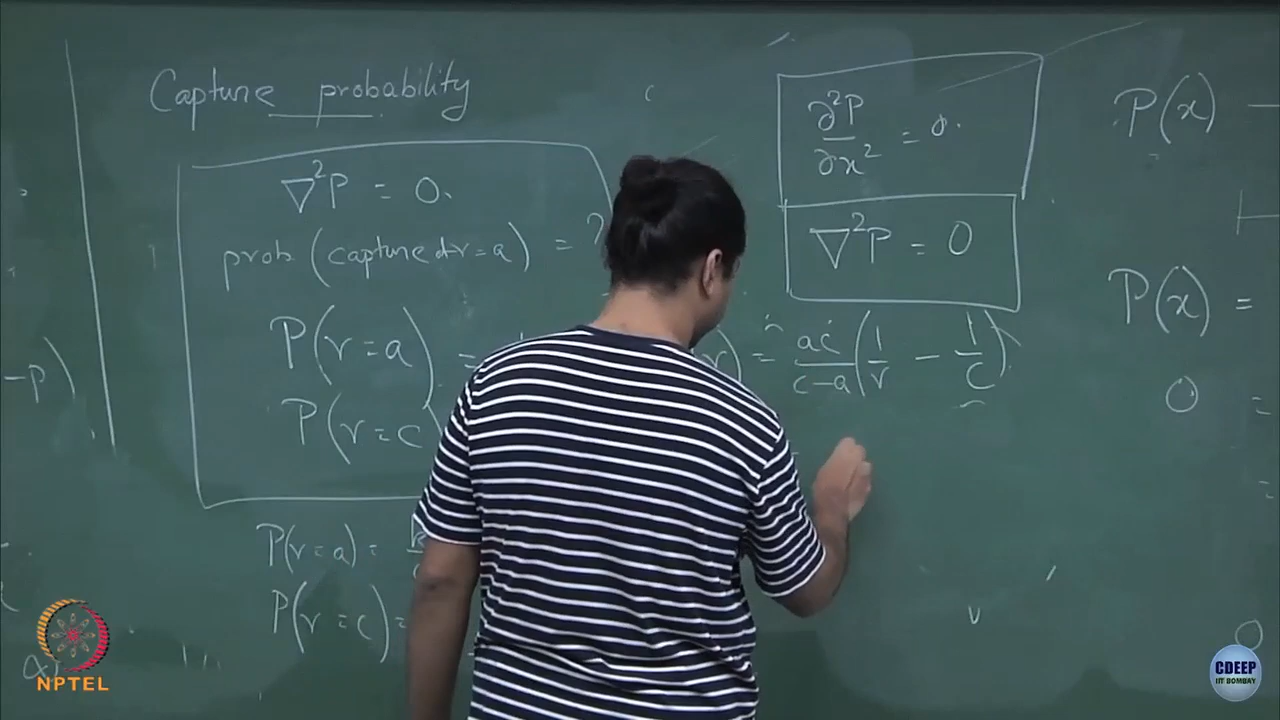 Capture probability
∇²P = 0.
prob (capture at r=a) = ?
P(r=a) =
P(r=c
P(r=a) =
P(r=c) =
∂²P/∂x² = 0.
∇²P = 0
r) = ac/(c-a) (1/r - 1/c)
P(x)
P(x) =
0 =
-P)
NPTEL
CDEEP
IIT BOMBAY